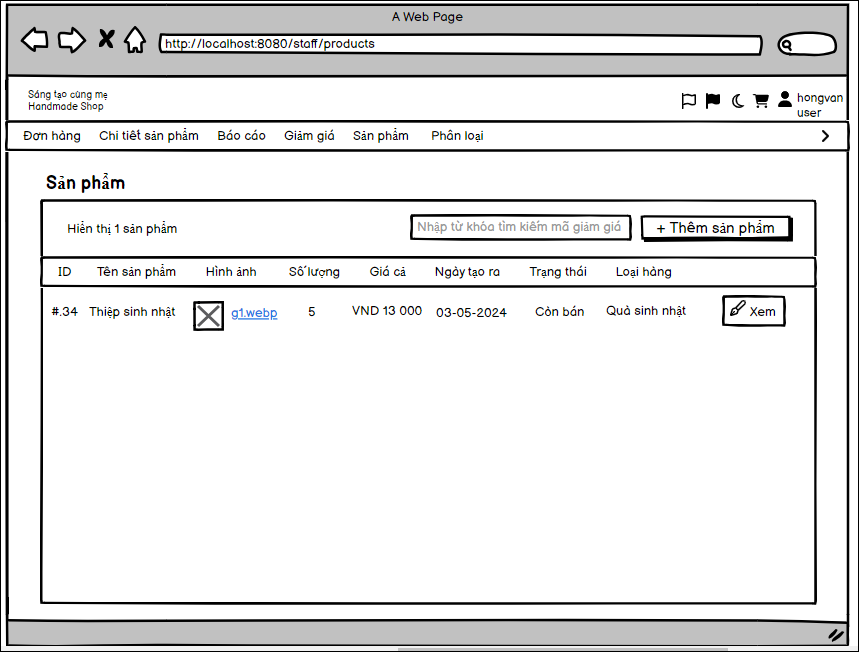 A Web Page
http://localhost:8080/staff/products
Sáng tạo cùng mẹ
Handmade Shop
hongvan
user
Đơn hàng Chi tiết sản phẩm Báo cáo Giảm giá Sản phẩm Phân loại
Sản phẩm
Hiển thị 1 sản phẩm
Nhập từ khóa tìm kiếm mã giảm giá
+ Thêm sản phẩm
ID Tên sản phẩm Hình ảnh Số lượng Giá cả Ngày tạo ra Trạng thái Loại hàng
#.34 Thiệp sinh nhật g1.webp 5 VND 13 000 03-05-2024 Còn bán Quà sinh nhật Xem